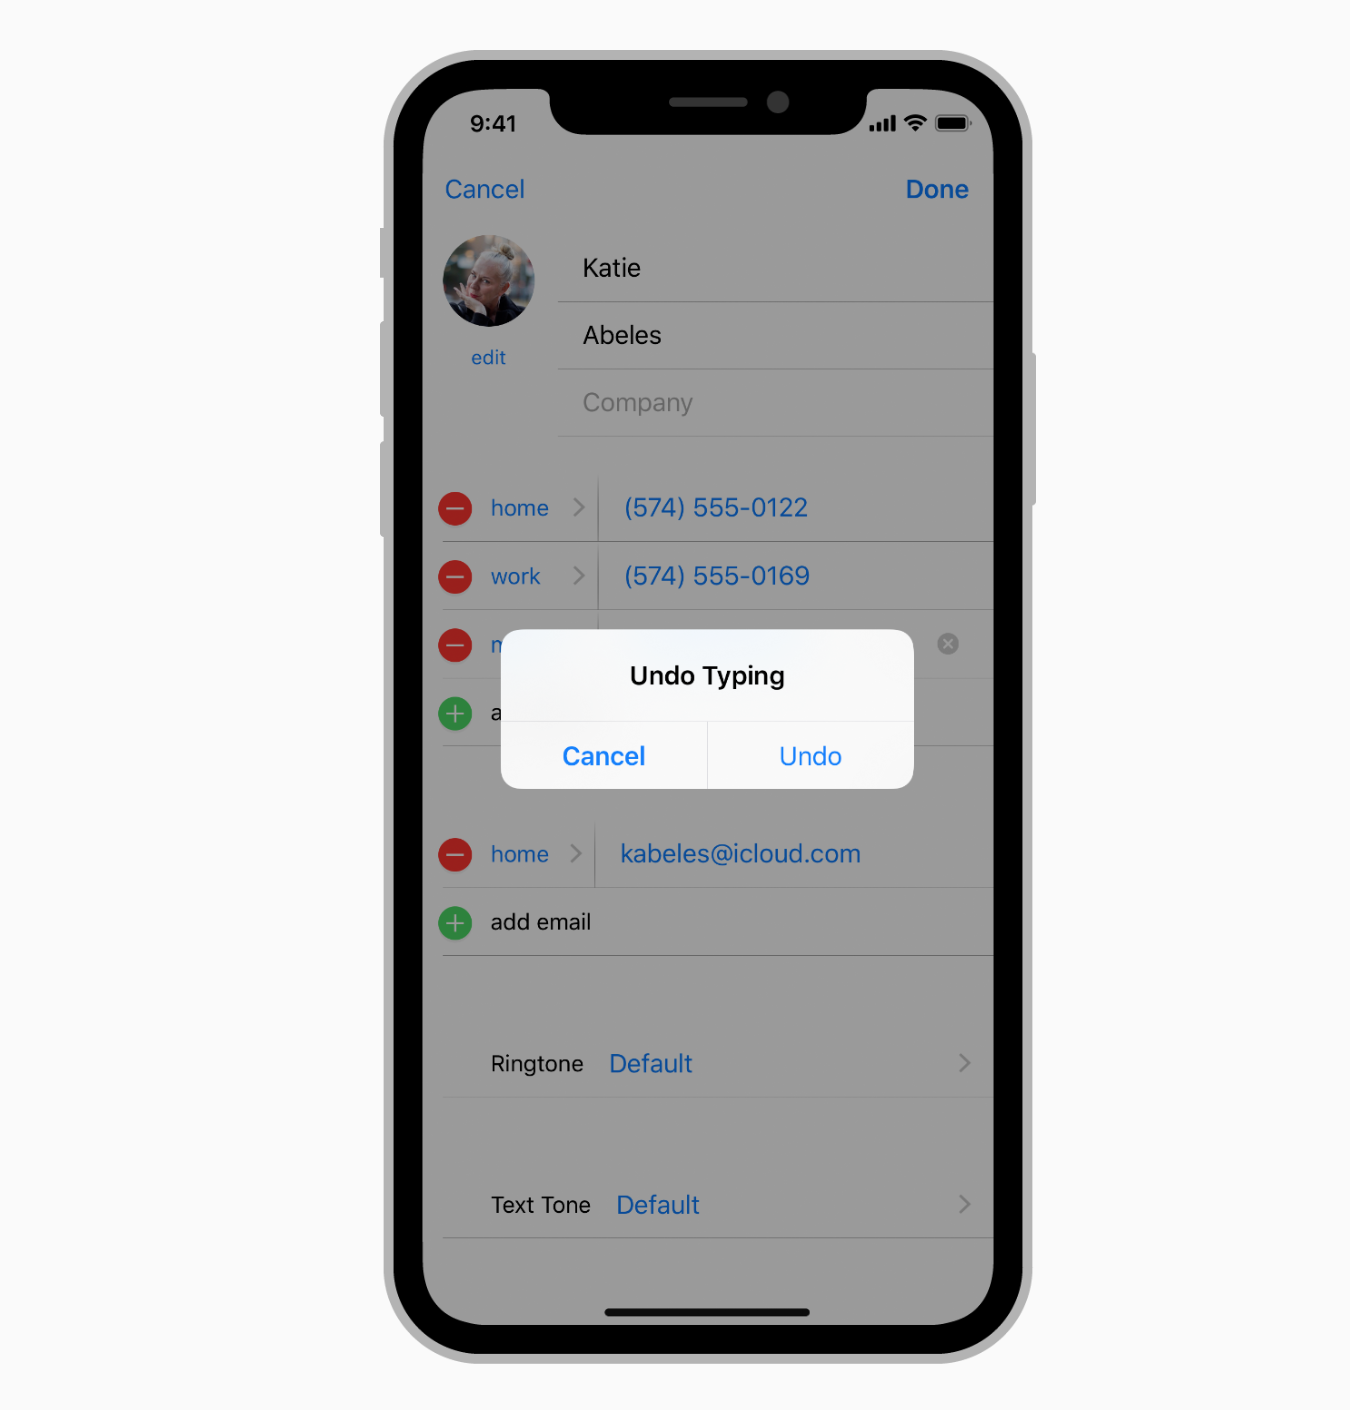 9:41
Cancel Done
Katie
Abeles
edit
Company
home (574) 555-0122
work (574) 555-0169
Undo Typing
Cancel Undo
home kabeles@icloud.com
add email
Ringtone Default
Text Tone Default